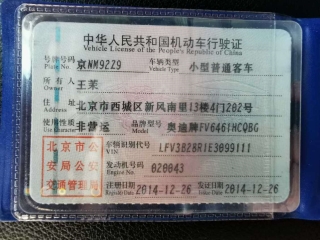 中华人民共和国机动车行驶证
Vehicle License of the People's Republic of China
号牌号码 京NM92Z9 车辆类型 小型普通客车
Plate No. Vehicle Type
所有人 王茉
Owner
住址 北京市西城区新风南里13楼4门1202号
Address
使用性质 非营运 品牌型号 奥迪牌FV6461HCQBG
Use Character Model
北京市公 车辆识别代号 LFV3B28R1E3099111
VIN
安局公安 发动机号码 020043
Engine No.
交通管理局 注册日期 2014-12-26 发证日期 2014-12-26
Register Date Issue Date